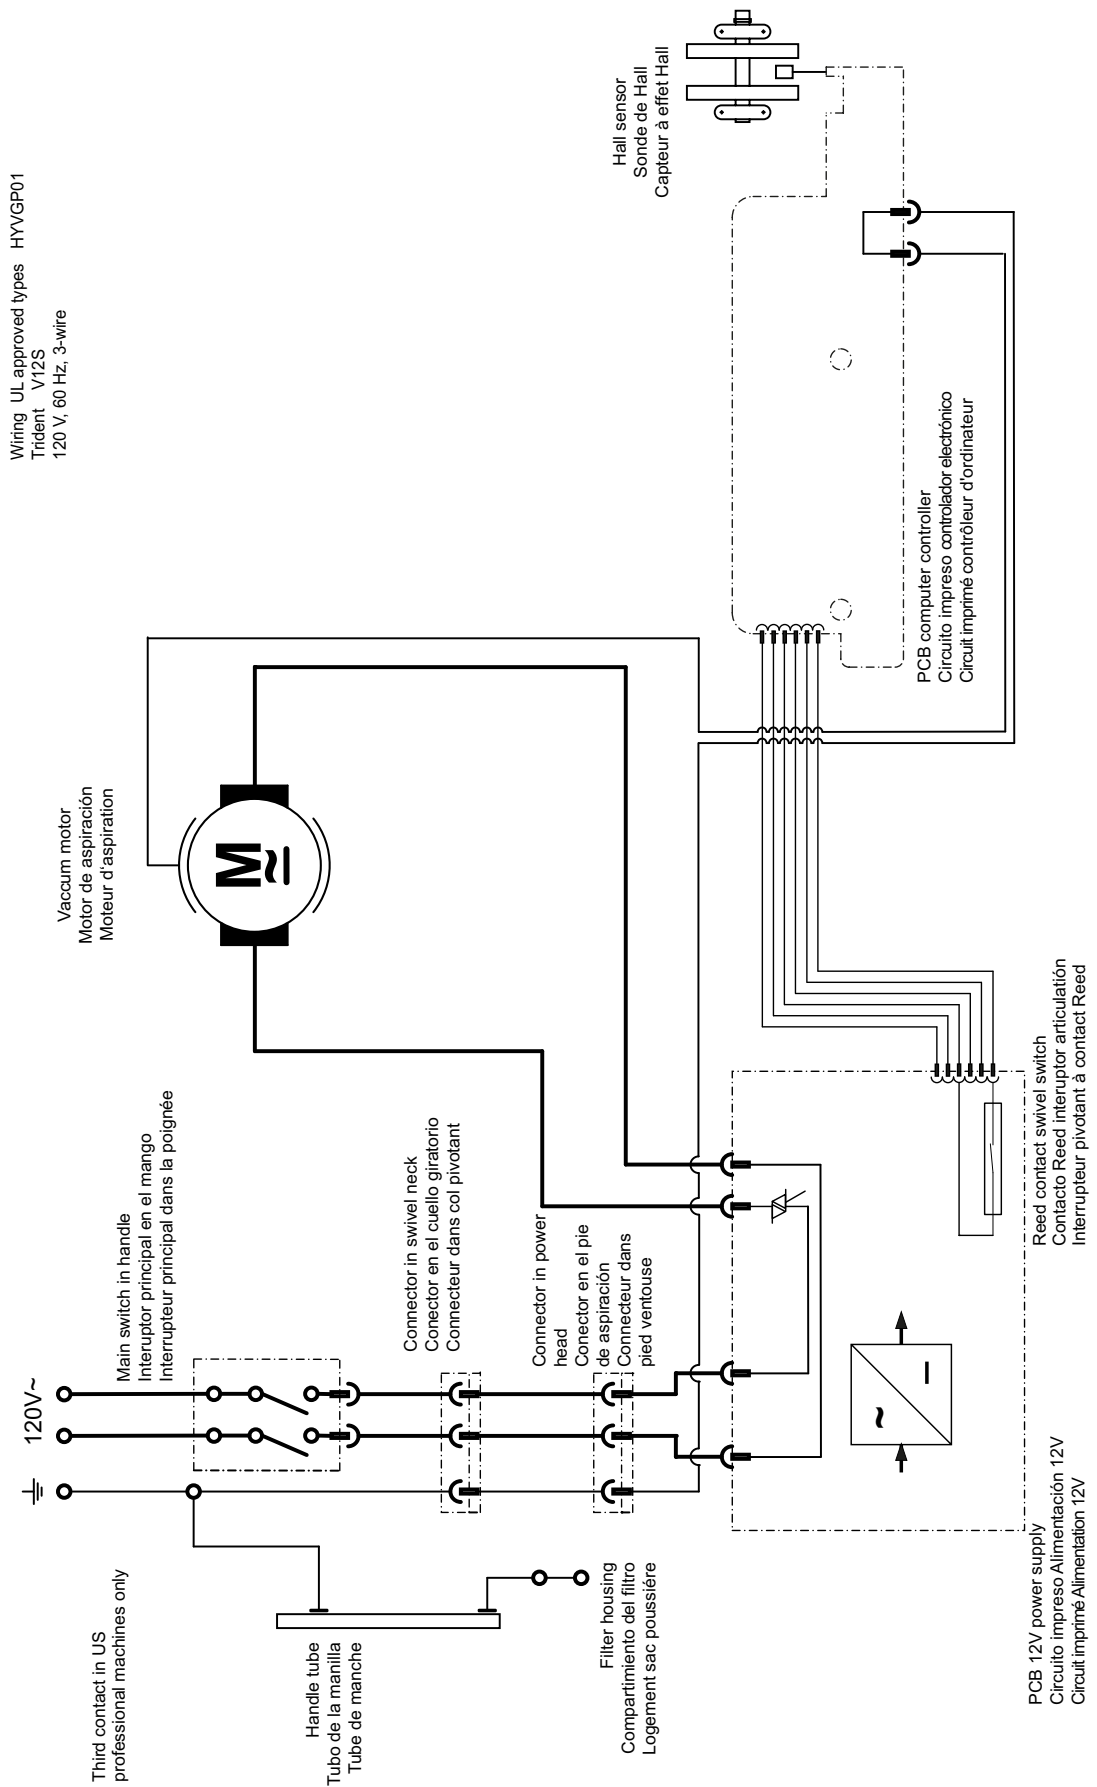 Wiring UL approved types HYVGP01
Trident V12S
120 V, 60 Hz, 3-wire
Third contact in US
professional machines only
120V~
Main switch in handle
Interuptor principal en el mango
Interrupteur principal dans la poignée
Vaccum motor
Motor de aspiración
Moteur d'aspiration
M
Hall sensor
Sonde de Hall
Capteur à effet Hall
Handle tube
Tubo de la manilla
Tube de manche
Connector in swivel neck
Conector en el cuello giratorio
Connecteur dans col pivotant
Connector in power
head
Conector en el pie
de aspiración
Connecteur dans
pied ventouse
Filter housing
Compartimiento del filtro
Logement sac poussiére
PCB computer controller
Circuito impreso controlador electrónico
Circuit imprimé contrôleur d'ordinateur
PCB 12V power supply
Circuito impreso Alimentación 12V
Circuit imprimé Alimentation 12V
Reed contact swivel switch
Contacto Reed interruptor articulatión
Interrupteur pivotant à contact Reed